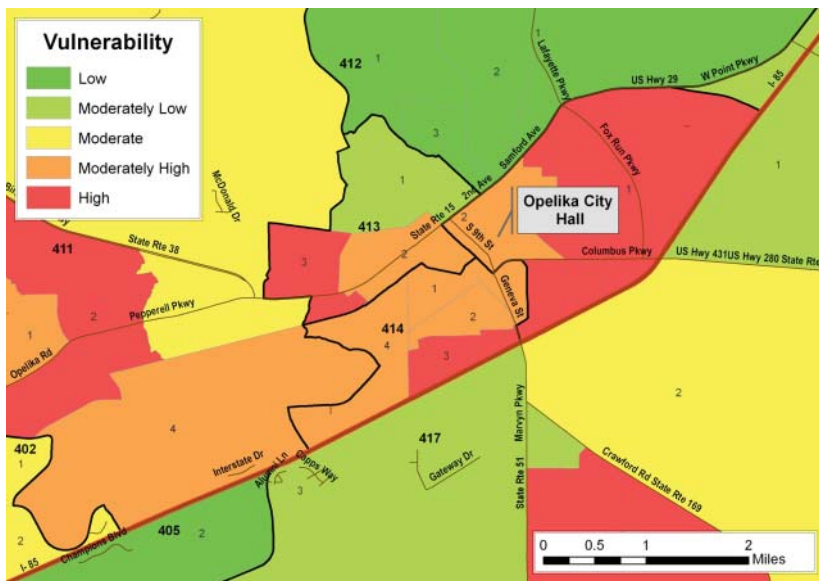 Vulnerability
Low
Moderately Low
Moderate
Moderately High
High
412
1
2
3
1
Lafayette Pkwy
US Hwy 29
W Point Pkwy
I- 85
Fox Run Pkwy
1
1
Samford Ave
2nd Ave
State Rte 15
Opelika City
Hall
McDonald Dr
1
413
2
2
3
S 9th St
Columbus Pkwy
US Hwy 431US Hwy 280 State Rte
State Rte 38
411
2
Pepperell Pkwy
1
Opelika Rd
Geneva St
1
2
414
4
3
1
2
4
402
1
2
417
Interstate Dr
Alumni Ln
Capps Way
Gateway Dr
3
State Rte 51
Marvyn Pkwy
Crawford Rd State Rte 169
405
2
Champions Blvd
I- 85
0 0.5 1 2
Miles